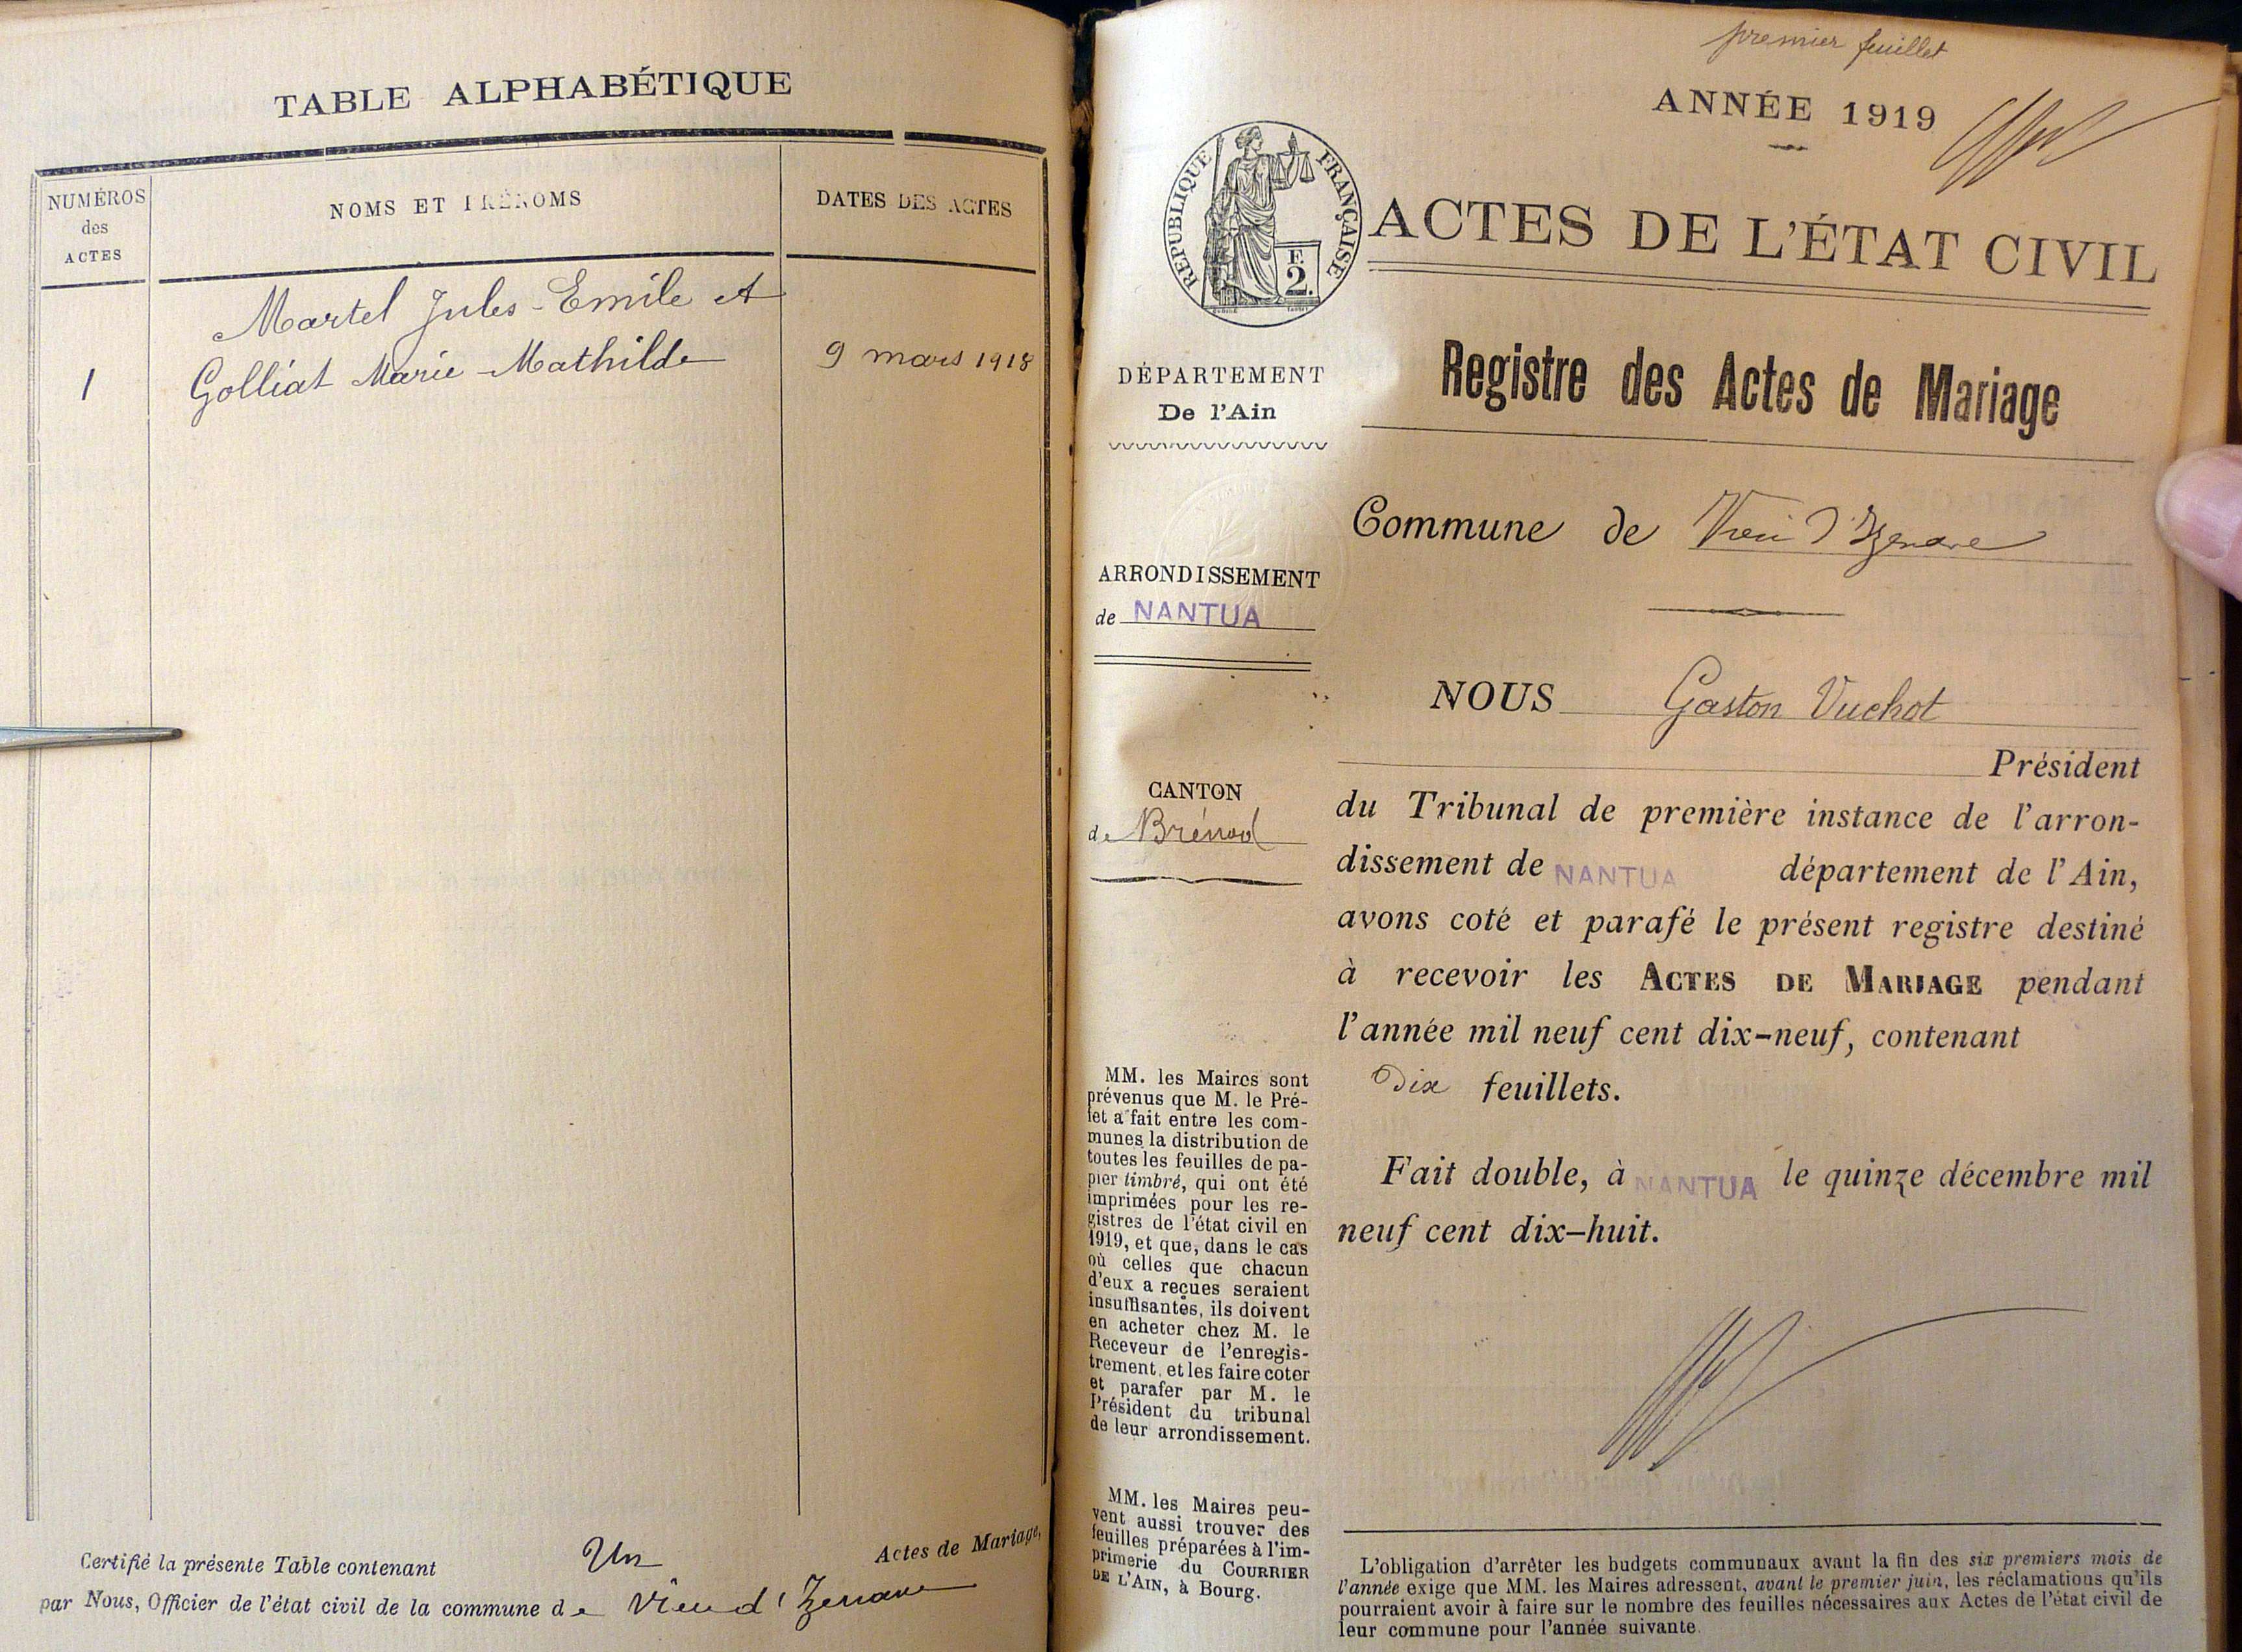 TABLE ALPHABÉTIQUE
NUMÉROS
des
ACTES
NOMS ET PRÉNOMS
DATES DES ACTES
Martel Jules-Emile et
Golliat Marie-Mathilde
1
9 mars 1918
Certifié la présente Table contenant Un Actes de Mariage,
par Nous, Officier de l'état civil de la commune de Vieu d'Izenave
premier feuillet
ANNÉE 1919
RÉPUBLIQUE FRANÇAISE
F.
2.
ACTES DE L'ÉTAT CIVIL
Registre des Actes de Mariage
DÉPARTEMENT
De l'Ain
Commune de Vieu d'Izenave
ARRONDISSEMENT
de NANTUA
NOUS Gaston Vuchot
Président
CANTON
de Brénod
du Tribunal de première instance de l'arron-
dissement de NANTUA département de l'Ain,
avons coté et parafé le présent registre destiné
à recevoir les ACTES DE MARIAGE pendant
l'année mil neuf cent dix-neuf, contenant
Dix feuillets.
Fait double, à NANTUA le quinze décembre mil
neuf cent dix-huit.
MM. les Maires sont
prévenus que M. le Pré-
fet a fait entre les com-
munes la distribution de
toutes les feuilles de pa-
pier timbré, qui ont été
imprimées pour les re-
gistres de l'état civil en
1919, et que, dans le cas
où celles que chacun
d'eux a reçues seraient
insuffisantes, ils doivent
en acheter chez M. le
Receveur de l'enregis-
trement, et les faire coter
et parafer par M. le
Président du tribunal
de leur arrondissement.
MM. les Maires peu-
vent aussi trouver des
feuilles préparées à l'im-
primerie du COURRIER
DE L'AIN, à Bourg.
L'obligation d'arrêter les budgets communaux avant la fin des six premiers mois de
l'année exige que MM. les Maires adressent, avant le premier juin, les réclamations qu'ils
pourraient avoir à faire sur le nombre des feuilles nécessaires aux Actes de l'état civil de
leur commune pour l'année suivante.